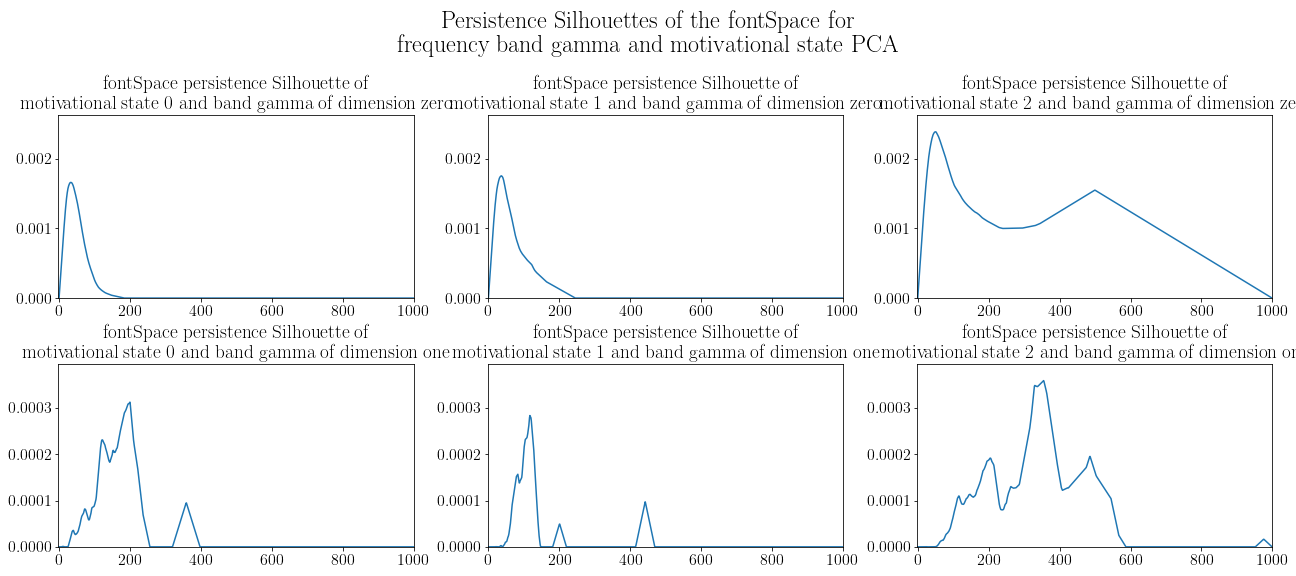 Persistence Silhouettes of the fontSpace for
frequency band gamma and motivational state PCA
fontSpace persistence Silhouette of
motivational state 0 and band gamma of dimension zero
fontSpace persistence Silhouette of
motivational state 1 and band gamma of dimension zero
fontSpace persistence Silhouette of
motivational state 2 and band gamma of dimension ze
0.002
0.001
0.000
0 200 400 600 800 1000
0.002
0.001
0.000
0 200 400 600 800 1000
0.002
0.001
0.000
0 200 400 600 800 1000
fontSpace persistence Silhouette of
motivational state 0 and band gamma of dimension one
fontSpace persistence Silhouette of
motivational state 1 and band gamma of dimension one
fontSpace persistence Silhouette of
motivational state 2 and band gamma of dimension on
0.0003
0.0002
0.0001
0.0000
0 200 400 600 800 1000
0.0003
0.0002
0.0001
0.0000
0 200 400 600 800 1000
0.0003
0.0002
0.0001
0.0000
0 200 400 600 800 1000